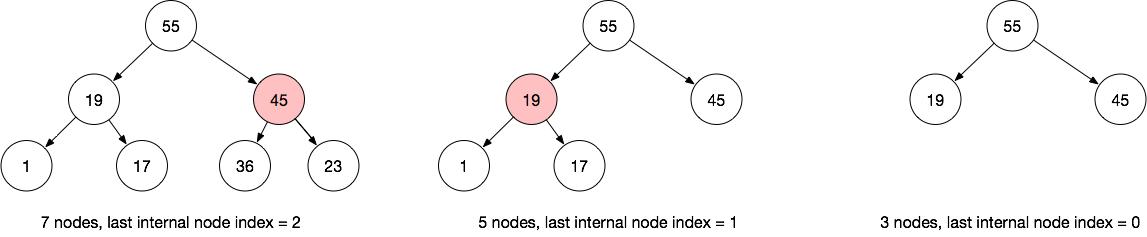 55 55 55
19 45 19 45 19 45
1 17 36 23 1 17
7 nodes, last internal node index = 2 5 nodes, last internal node index = 1 3 nodes, last internal node index = 0